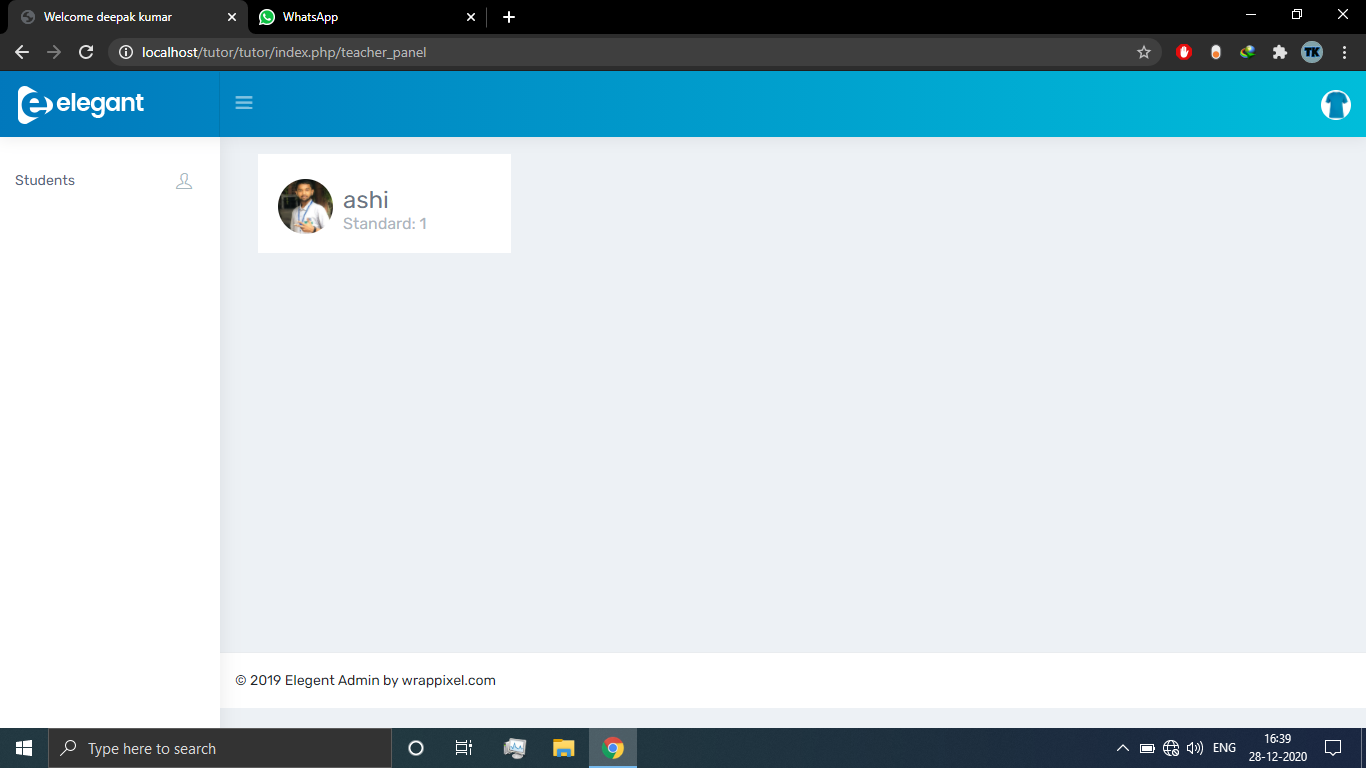 Welcome deepak kumar
WhatsApp
localhost/tutor/tutor/index.php/teacher_panel
TK
elegant
Students
ashi
Standard: 1
© 2019 Elegent Admin by wrappixel.com
Type here to search
ENG
16:39
28-12-2020